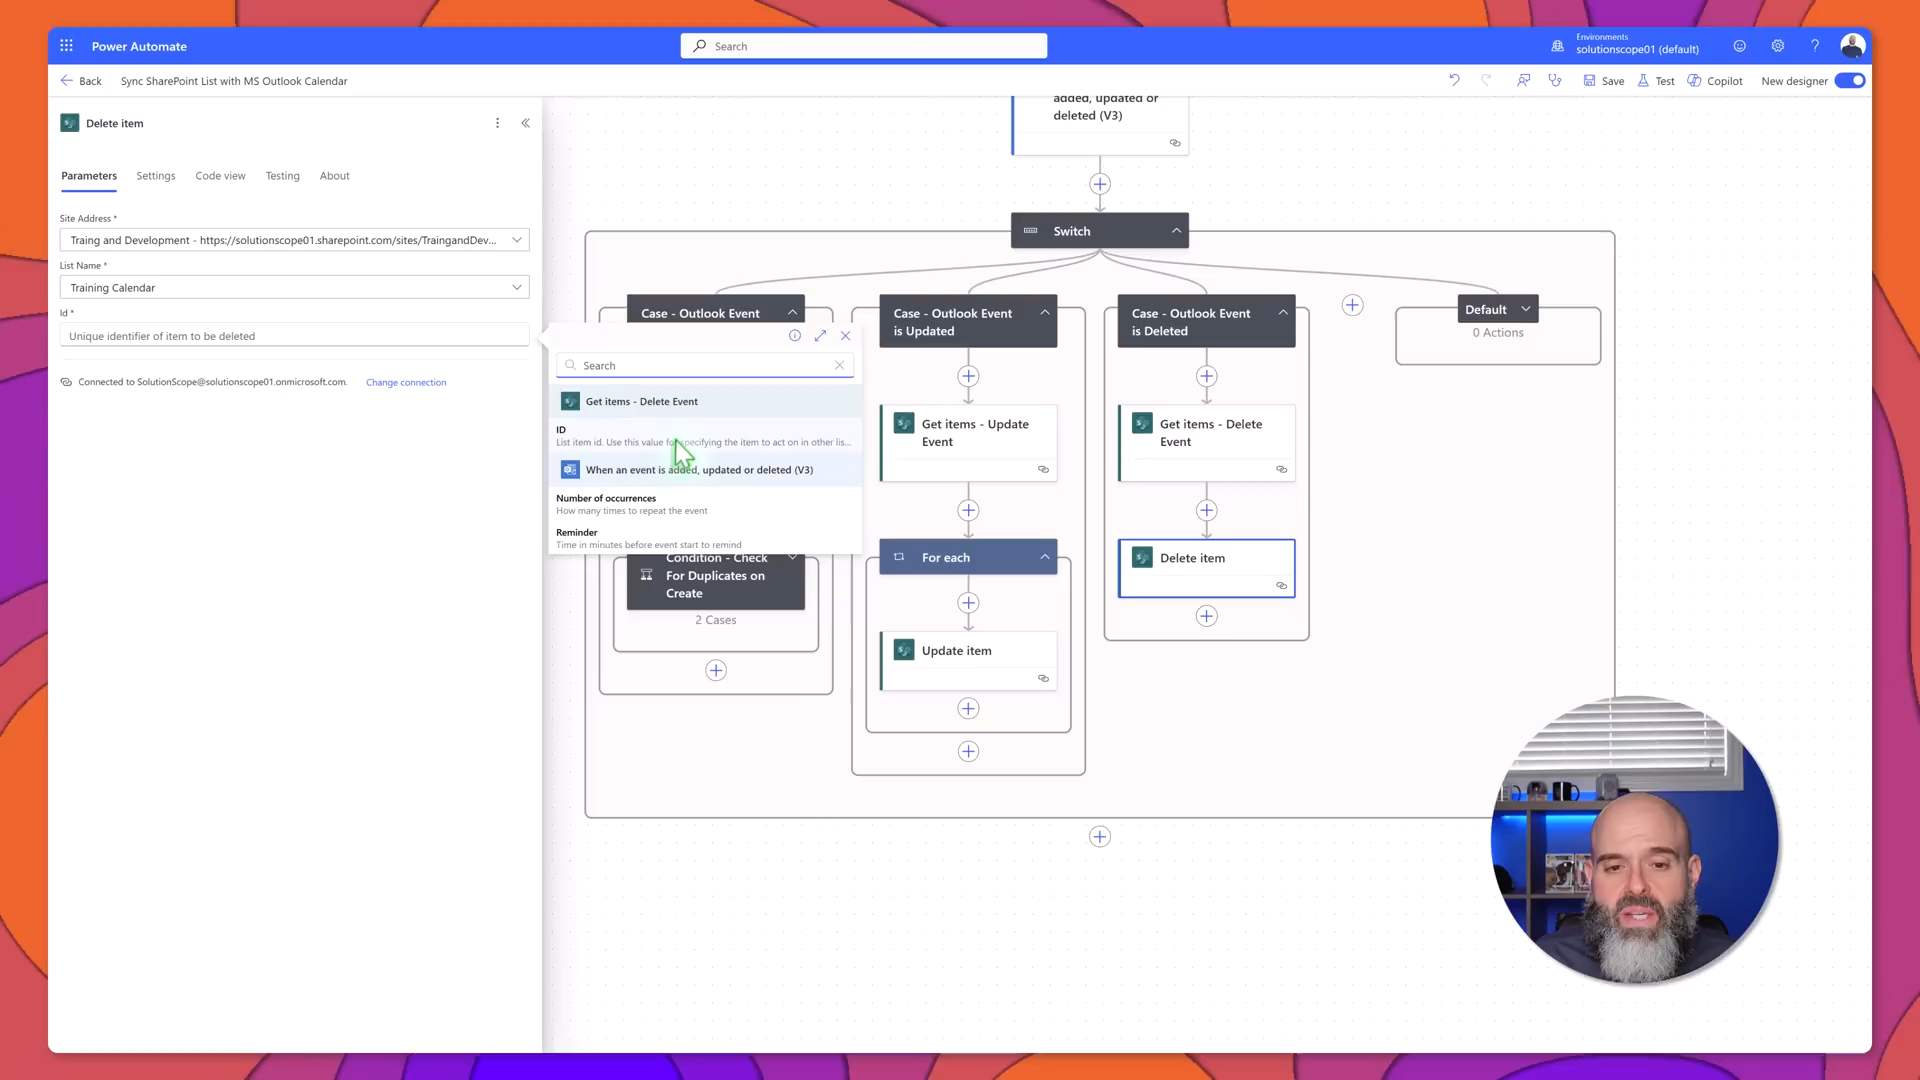 Power Automate
Search
Environments
solutionscope01 (default)
Back
Sync SharePoint List with MS Outlook Calendar
Save
Test
Copilot
New designer
Delete item
Parameters
Settings
Code view
Testing
About
Site Address *
Traing and Development - https://solutionscope01.sharepoint.com/sites/TraingandDev...
List Name *
Training Calendar
Id *
Unique identifier of item to be deleted
Connected to SolutionScope@solutionscope01.onmicrosoft.com.
Change connection
Search
Get items - Delete Event
ID
List item id. Use this value for specifying the item to act on in other lis...
When an event is added, updated or deleted (V3)
Number of occurrences
How many times to repeat the event
Reminder
Time in minutes before event start to remind
added, updated or
deleted (V3)
Switch
Case - Outlook Event
Condition - Check
For Duplicates on
Create
2 Cases
Case - Outlook Event
is Updated
Get items - Update
Event
For each
Update item
Case - Outlook Event
is Deleted
Get items - Delete
Event
Delete item
Default
0 Actions